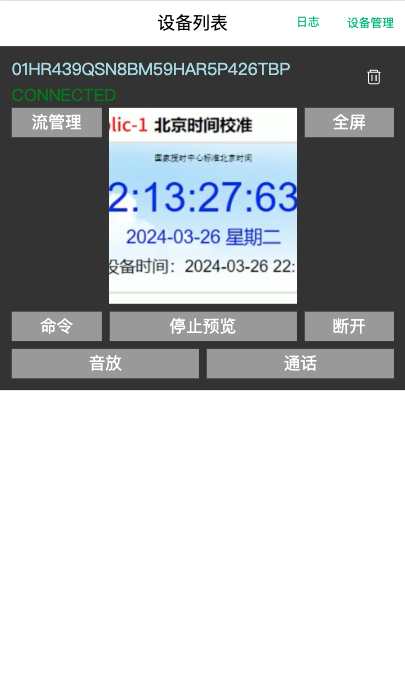 设备列表 日志 设备管理
01HR439QSN8BM59HAR5P426TBP
CONNECTED
流管理 全屏
lic-1 北京时间校准
国家授时中心标准北京时间
2:13:27:63
2024-03-26 星期二
设备时间：2024-03-26 22:
命令 停止预览 断开
音放 通话